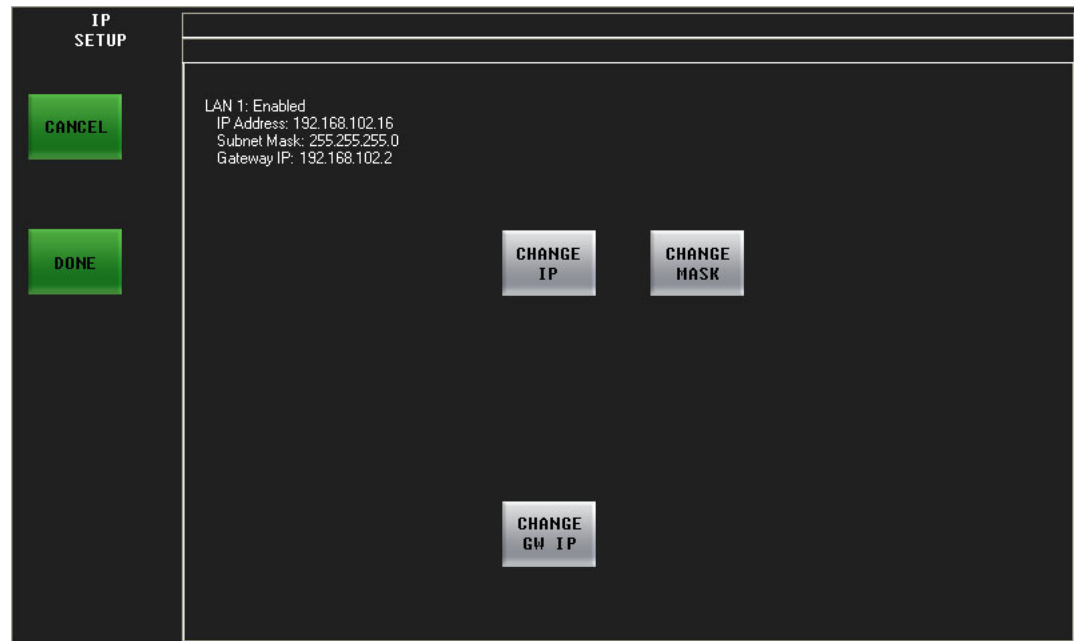 IP
SETUP
CANCEL
DONE
LAN 1: Enabled
IP Address: 192.168.102.16
Subnet Mask: 255.255.255.0
Gateway IP: 192.168.102.2
CHANGE
IP
CHANGE
MASK
CHANGE
GW IP